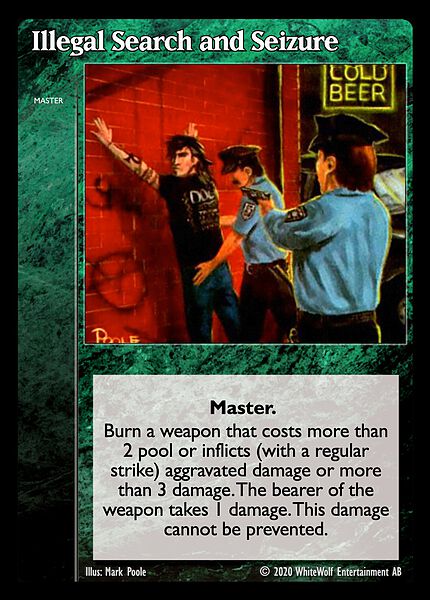 Illegal Search and Seizure
MASTER
COLD
BEER
POOLE
Master.
Burn a weapon that costs more than
2 pool or inflicts (with a regular
strike) aggravated damage or more
than 3 damage. The bearer of the
weapon takes 1 damage. This damage
cannot be prevented.
Illus: Mark Poole
© 2020 WhiteWolf Entertainment AB